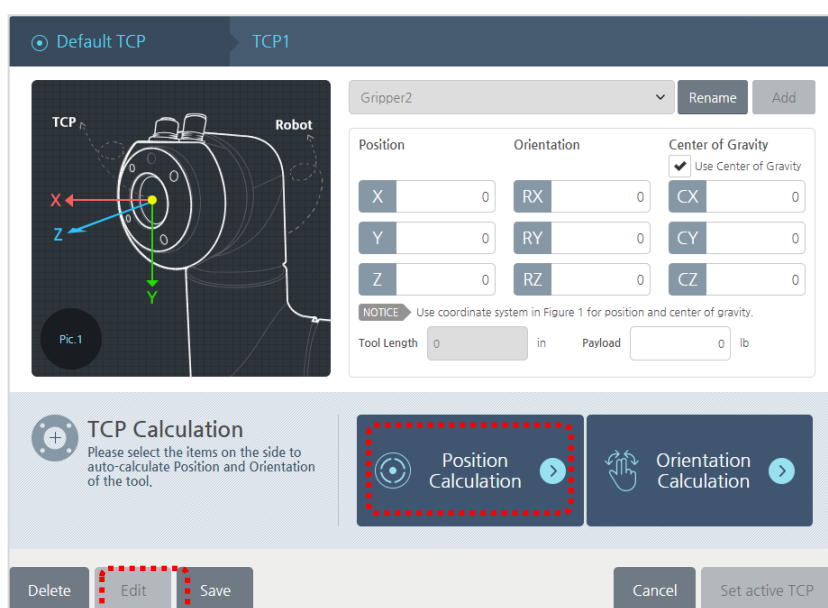 Default TCP
TCP1
TCP
Robot
X
Z
Y
Pic.1
Gripper2
Rename
Add
Position
Orientation
Center of Gravity
Use Center of Gravity
X 0
RX 0
CX 0
Y 0
RY 0
CY 0
Z 0
RZ 0
CZ 0
NOTICE Use coordinate system in Figure 1 for position and center of gravity.
Tool Length 0 in Payload 0 lb
TCP Calculation
Please select the items on the side to
auto-calculate Position and Orientation
of the tool.
Position
Calculation
Orientation
Calculation
Delete
Edit
Save
Cancel
Set active TCP